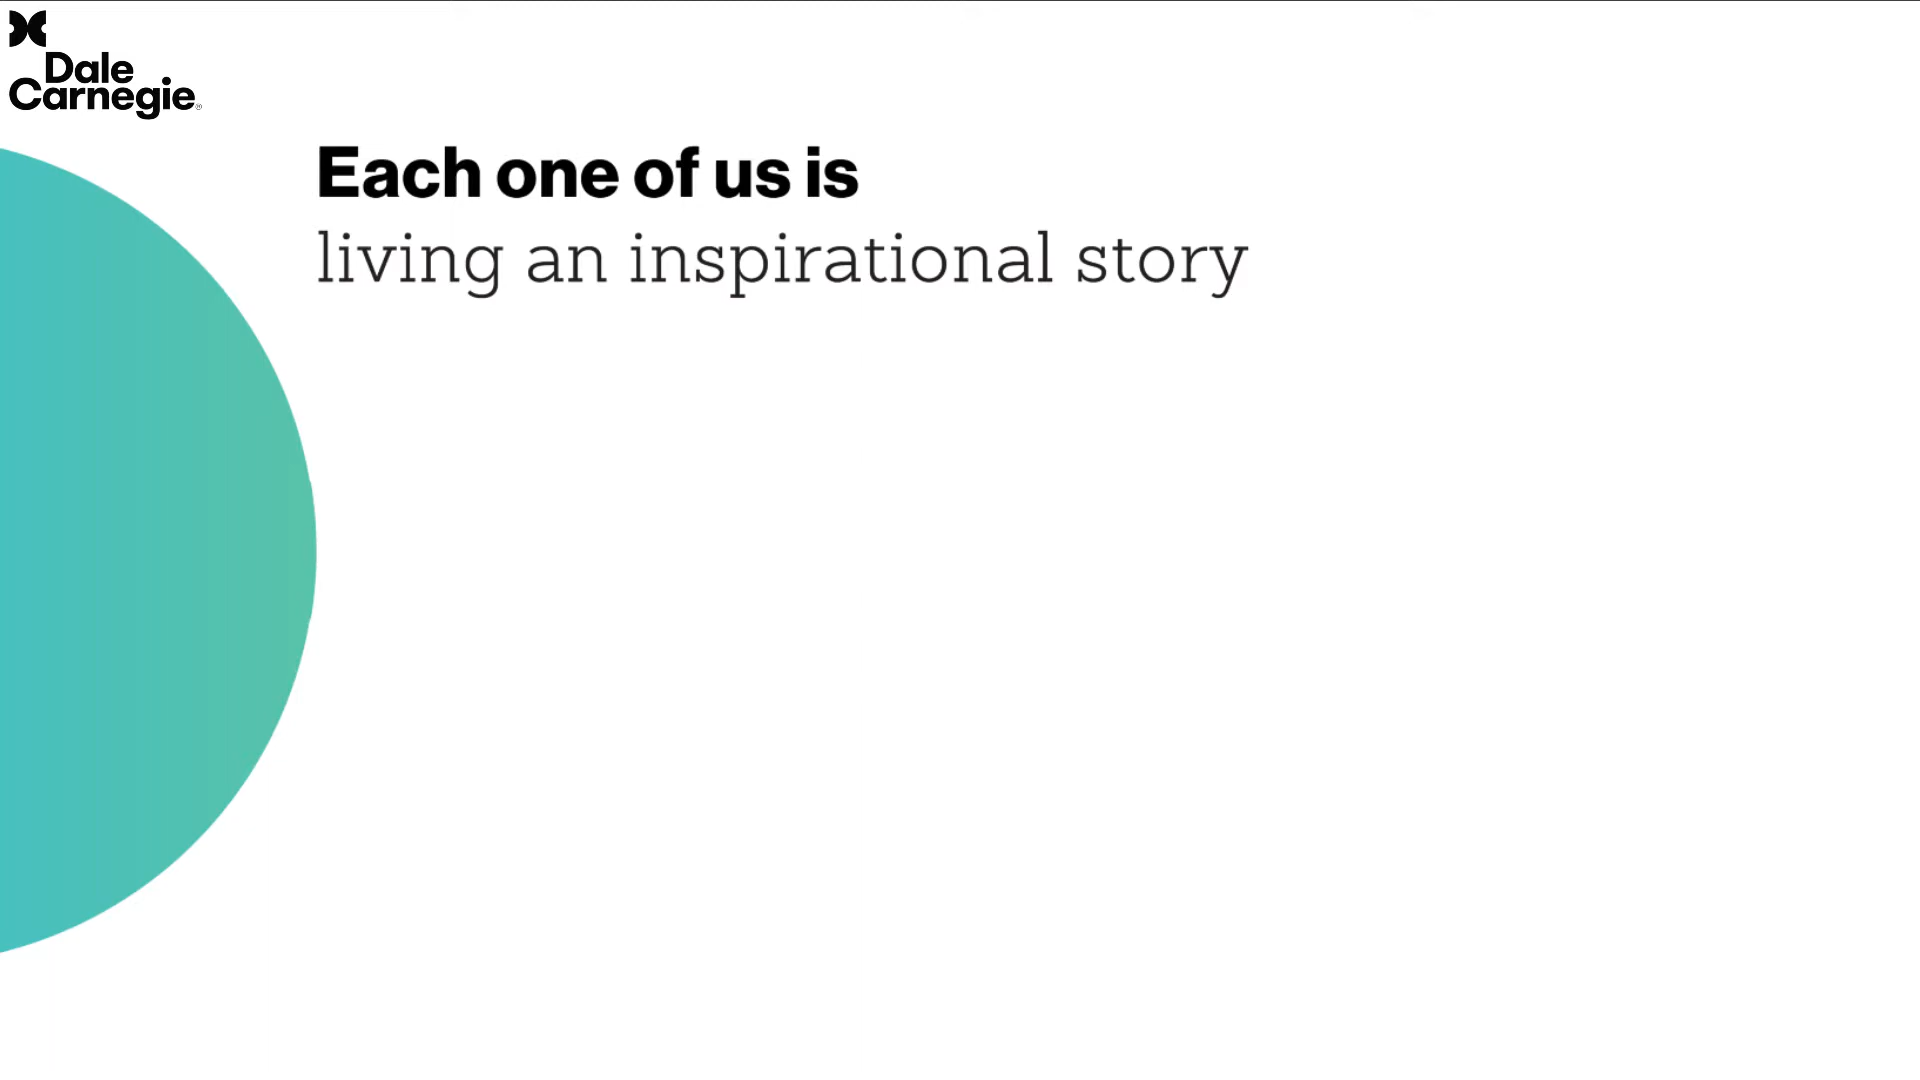 Dale
Carnegie®
Each one of us is
living an inspirational story